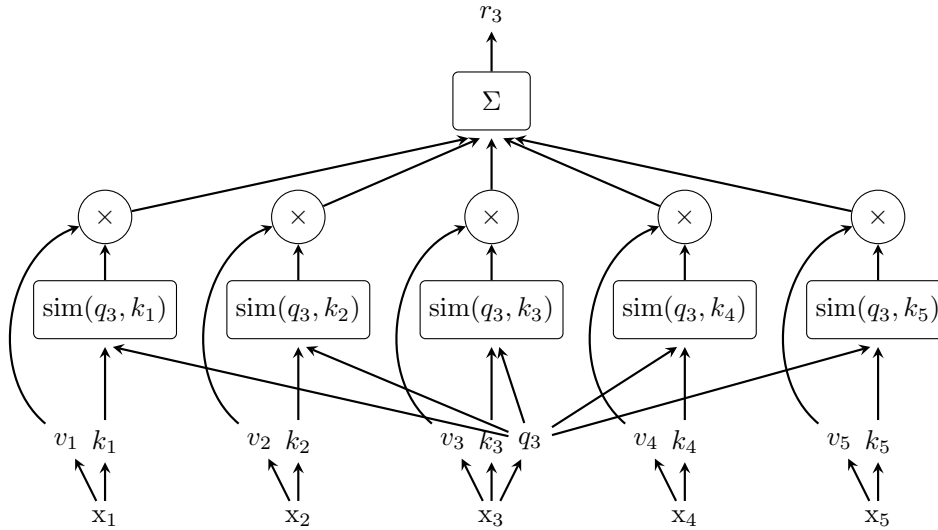 r₃
Σ
× × × × ×
sim(q₃, k₁) sim(q₃, k₂) sim(q₃, k₃) sim(q₃, k₄) sim(q₃, k₅)
v₁ k₁ v₂ k₂ v₃ k₃ q₃ v₄ k₄ v₅ k₅
x₁ x₂ x₃ x₄ x₅